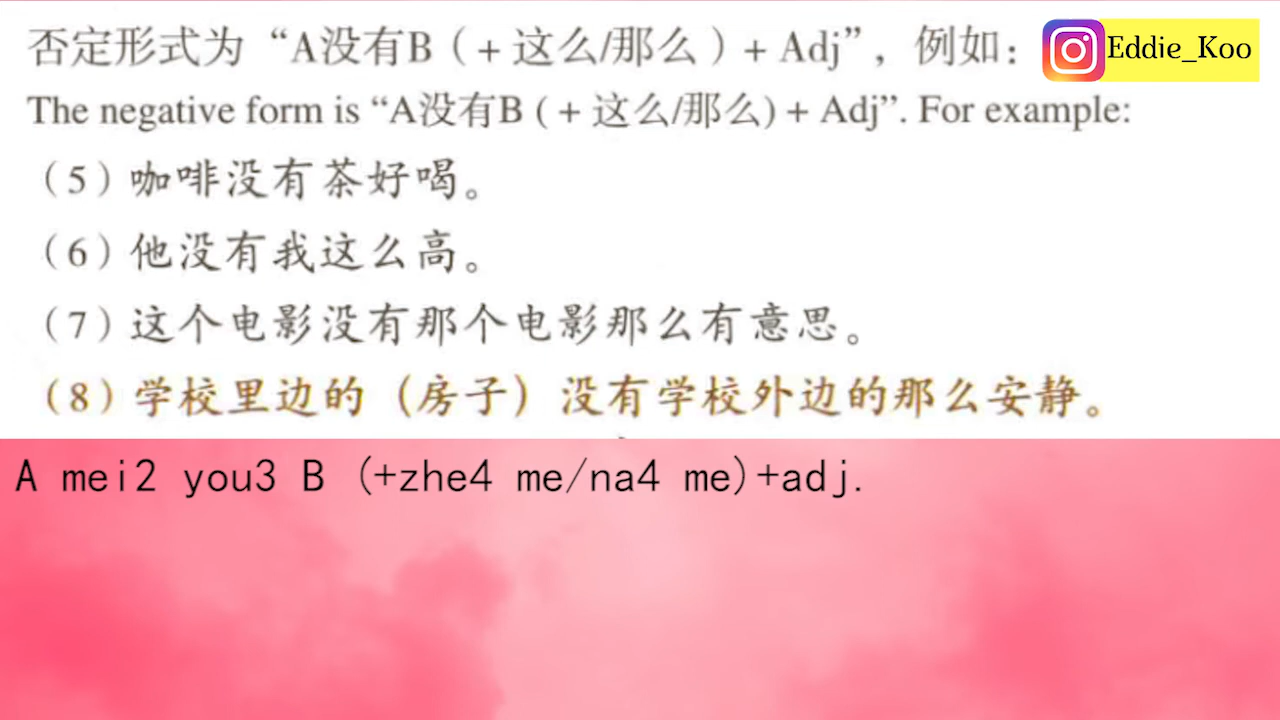 否定形式为“A没有B（+ 这么/那么）+ Adj”，例如：
Eddie_Koo
The negative form is “A没有B (+ 这么/那么) + Adj”. For example:
（5）咖啡没有茶好喝。
（6）他没有我这么高。
（7）这个电影没有那个电影那么有意思。
（8）学校里边的（房子）没有学校外边的那么安静。
A mei2 you3 B (+zhe4 me/na4 me)+adj.